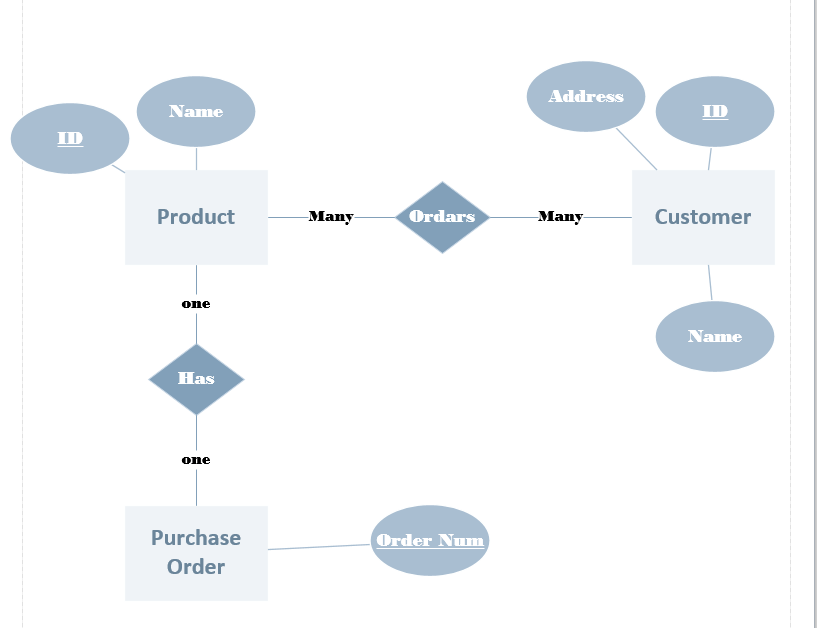 Address
Name
ID
ID
Product
Many
Ordars
Many
Customer
one
Name
Has
one
Purchase
Order
Order Num